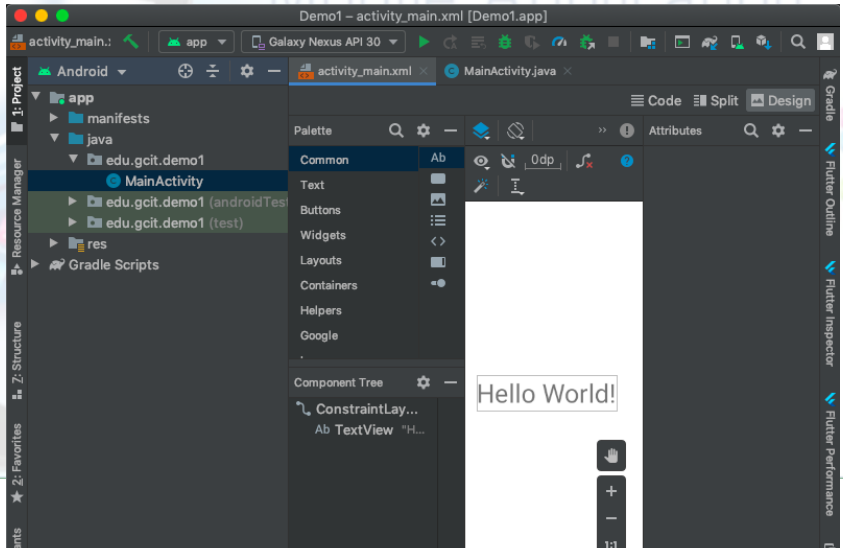 Demo1 – activity_main.xml [Demo1.app]
activity_main.:
app
Galaxy Nexus API 30
1: Project
Resource Manager
Z: Structure
2: Favorites
Android
app
manifests
java
edu.gcit.demo1
MainActivity
edu.gcit.demo1 (androidTes
edu.gcit.demo1 (test)
res
Gradle Scripts
activity_main.xml
MainActivity.java
Code
Split
Design
Palette
Common
Text
Buttons
Widgets
Layouts
Containers
Helpers
Google
Ab
0dp
Attributes
Component Tree
ConstraintLay...
Ab TextView "H...
Hello World!
1:1
Gradle
Flutter Outline
Flutter Inspector
Flutter Performance